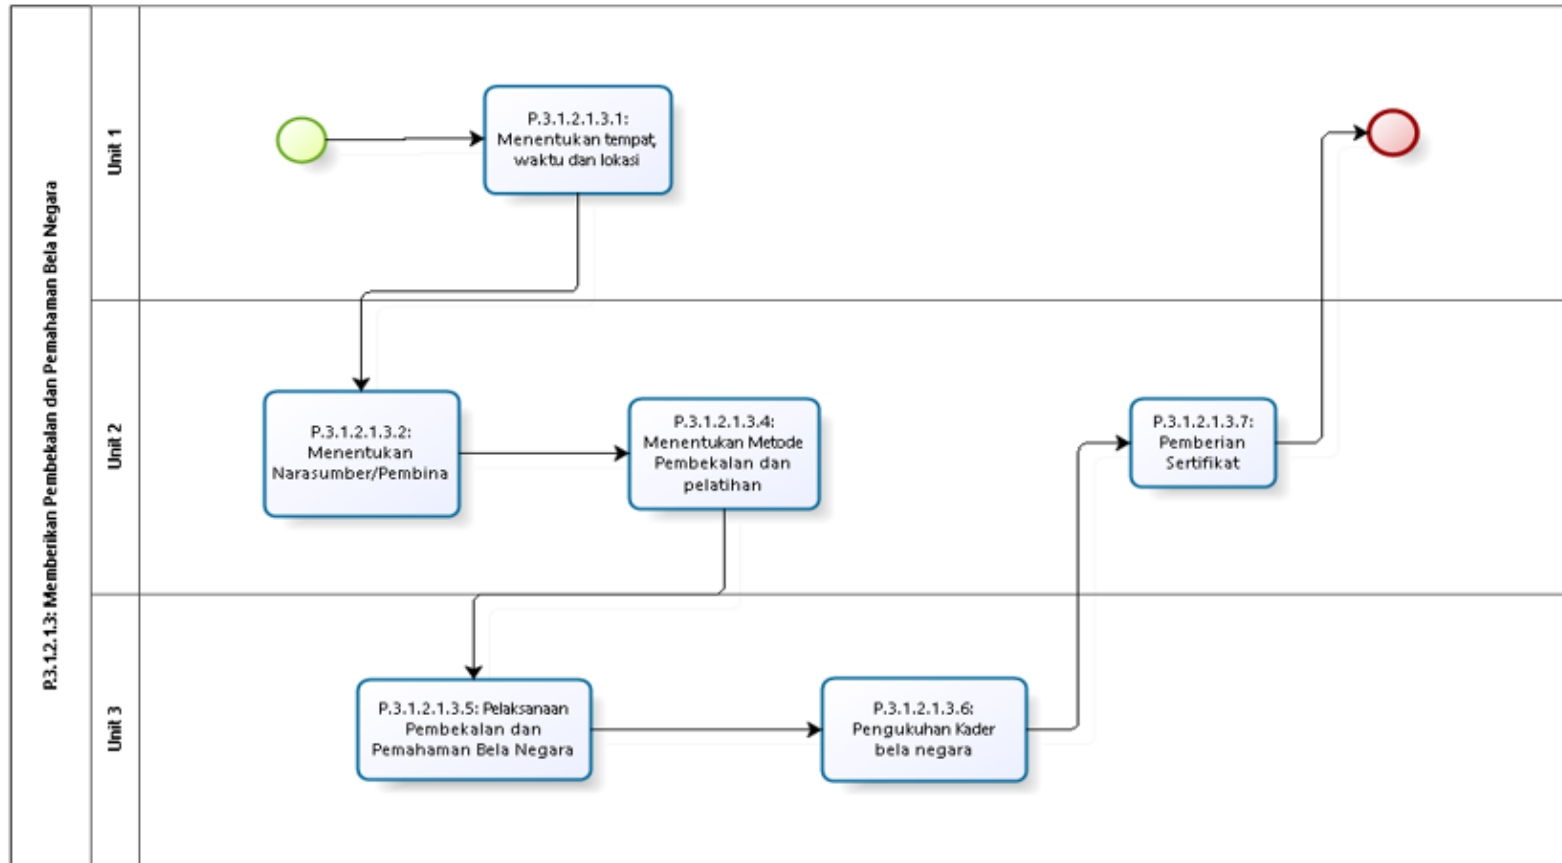 P.3.1.2.1.3: Memberikan Pembekalan dan Pemahaman Bela Negara
Unit 1
P.3.1.2.1.3.1:
Menentukan tempat,
waktu dan lokasi
Unit 2
P.3.1.2.1.3.2:
Menentukan
Narasumber/Pembina
P.3.1.2.1.3.4:
Menentukan Metode
Pembekalan dan
pelatihan
P.3.1.2.1.3.7:
Pemberian
Sertifikat
Unit 3
P.3.1.2.1.3.5: Pelaksanaan
Pembekalan dan
Pemahaman Bela Negara
P.3.1.2.1.3.6:
Pengukuhan Kader
bela negara